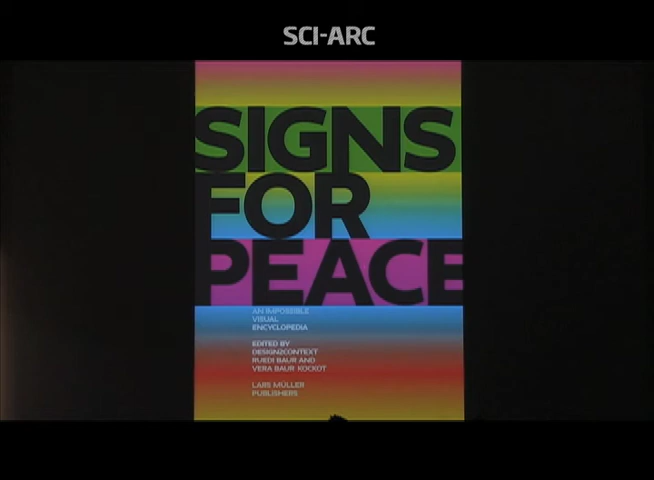 SCI-ARC
SIGNS
FOR
PEACE
AN IMPOSSIBLE
VISUAL
ENCYCLOPEDIA
EDITED BY
DESIGN2CONTEXT
RUEDI BAUR AND
VERA BAUR KOCKOT
LARS MÜLLER
PUBLISHERS